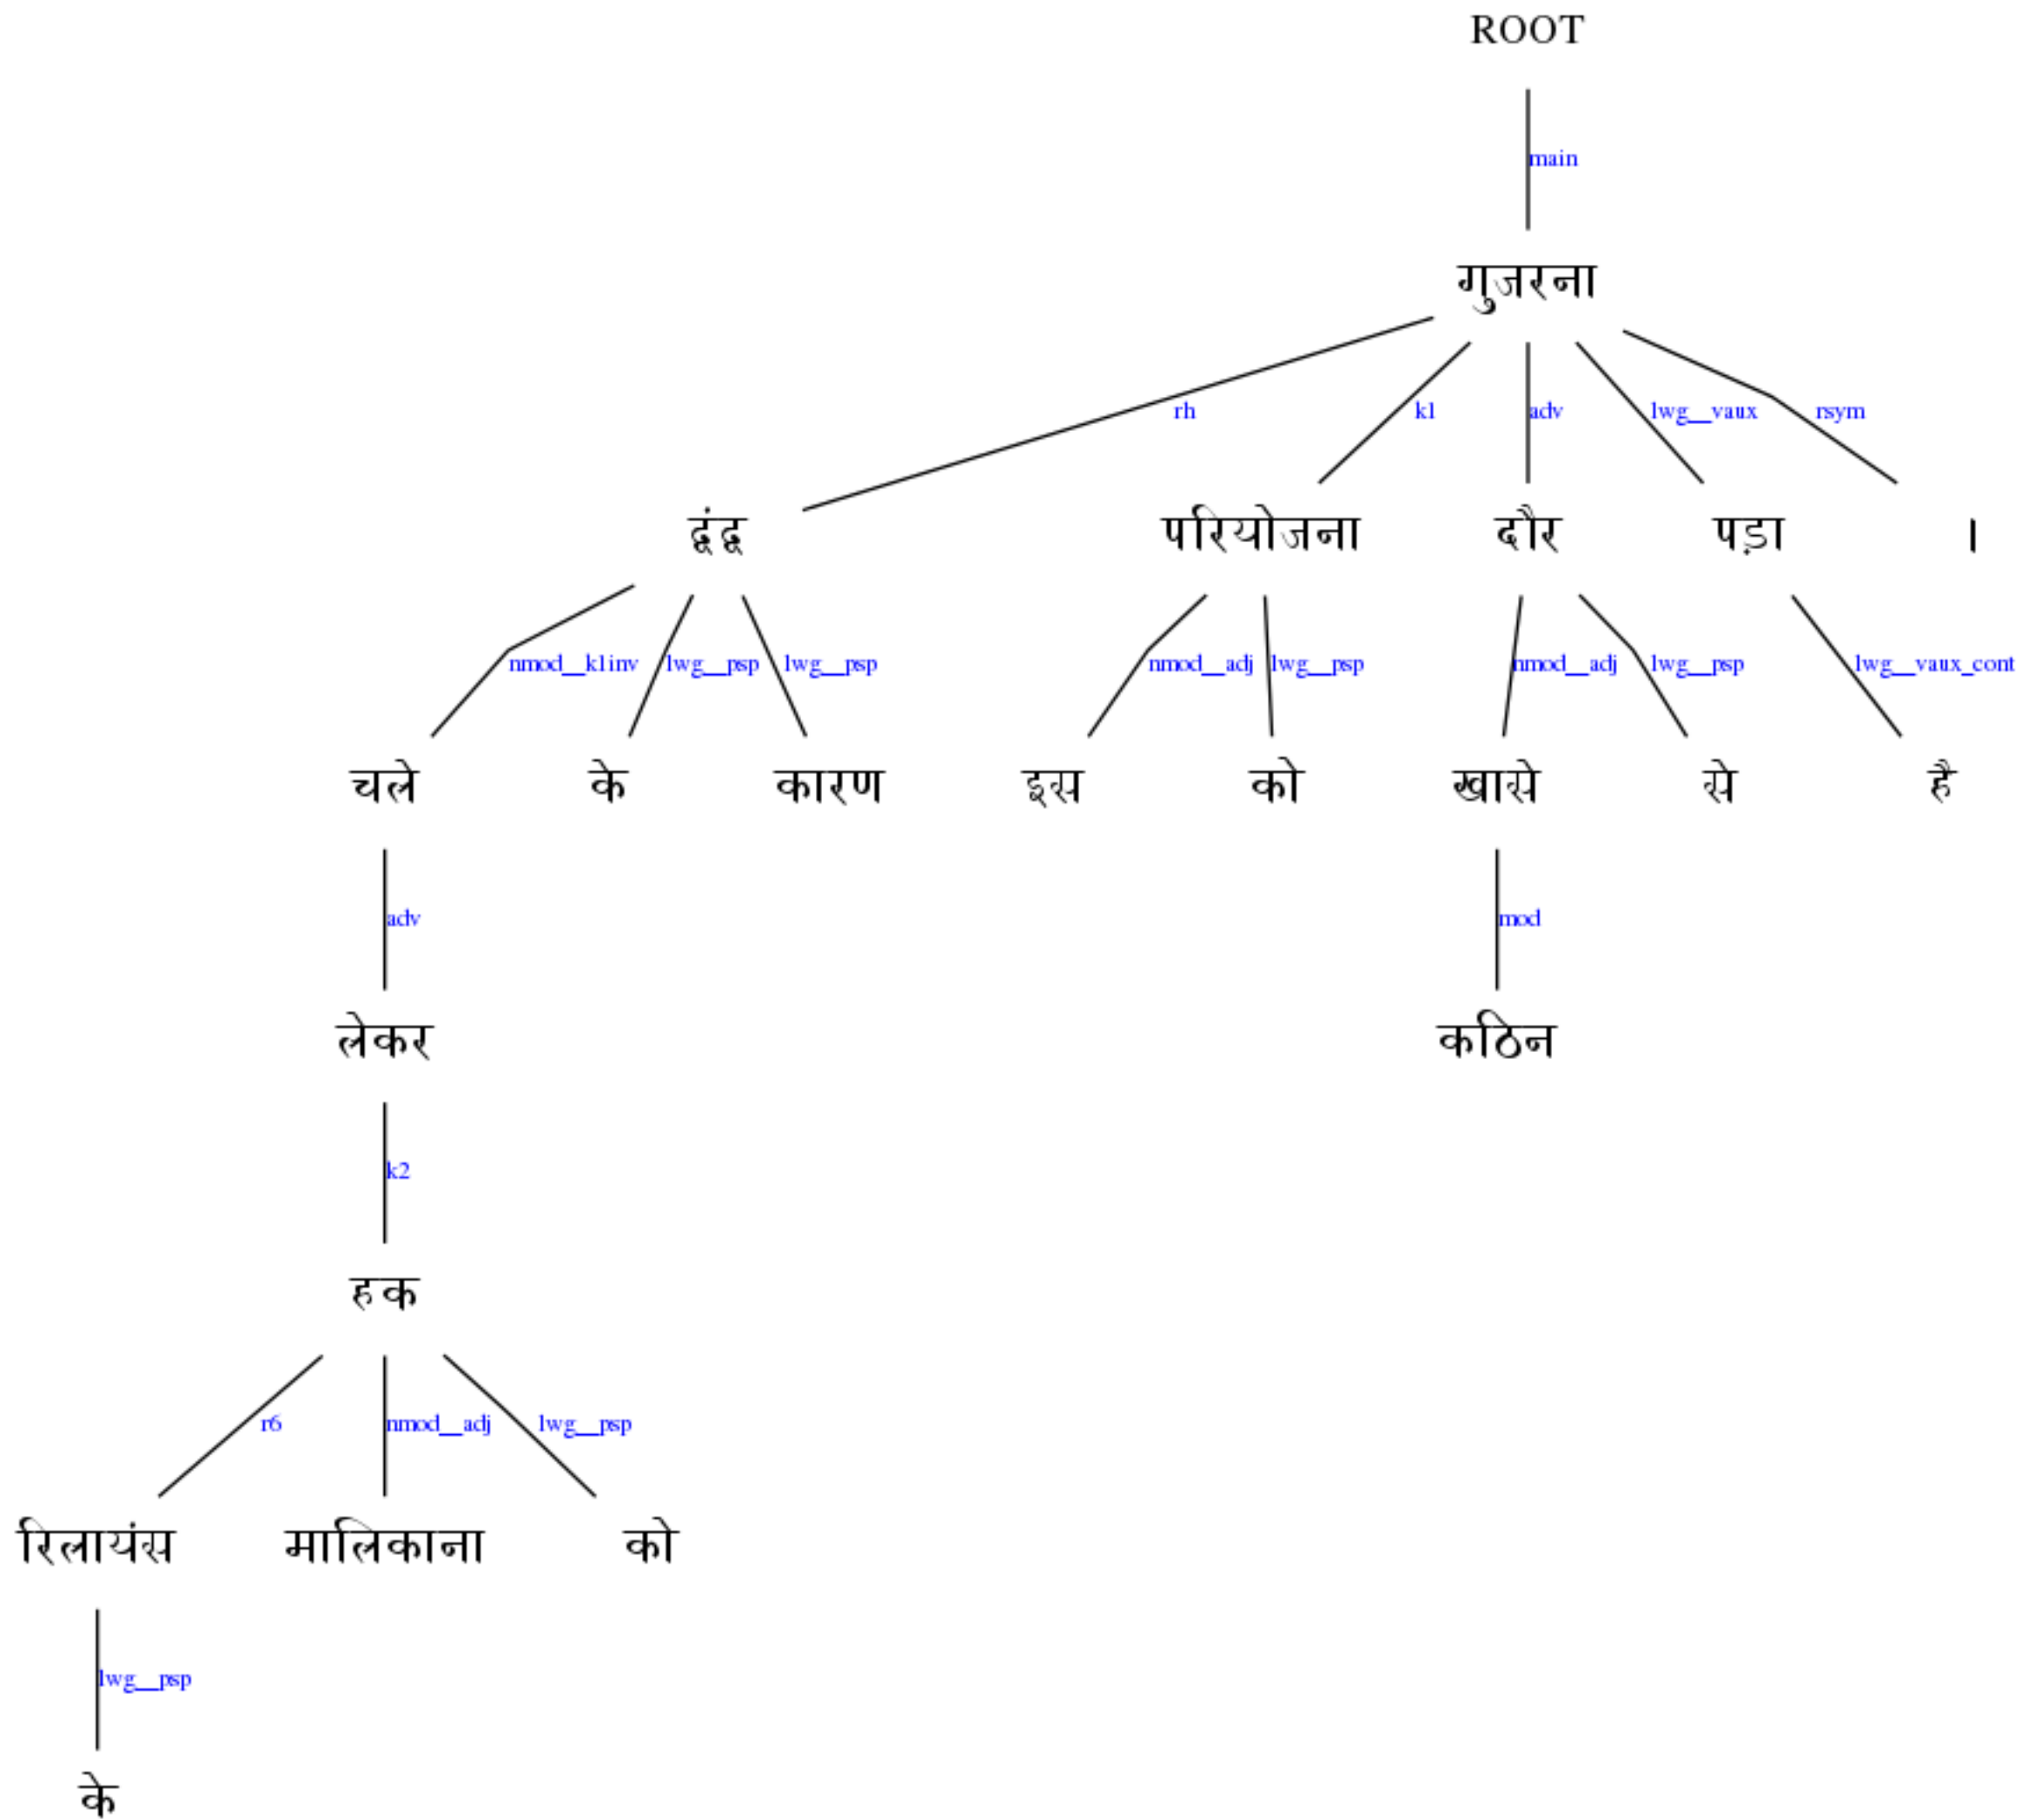 ROOT
main
गुजरना
rh k1 adv lwg__vaux rsym
द्वंद्व परियोजना दौर पड़ा ।
nmod__k1inv lwg__psp lwg__psp nmod__adj lwg__psp nmod__adj lwg__psp lwg__vaux_cont
चले के कारण इस को खासे से है
adv mod
लेकर कठिन
k2
हक
r6 nmod__adj lwg__psp
रिलायंस मालिकाना को
lwg__psp
के